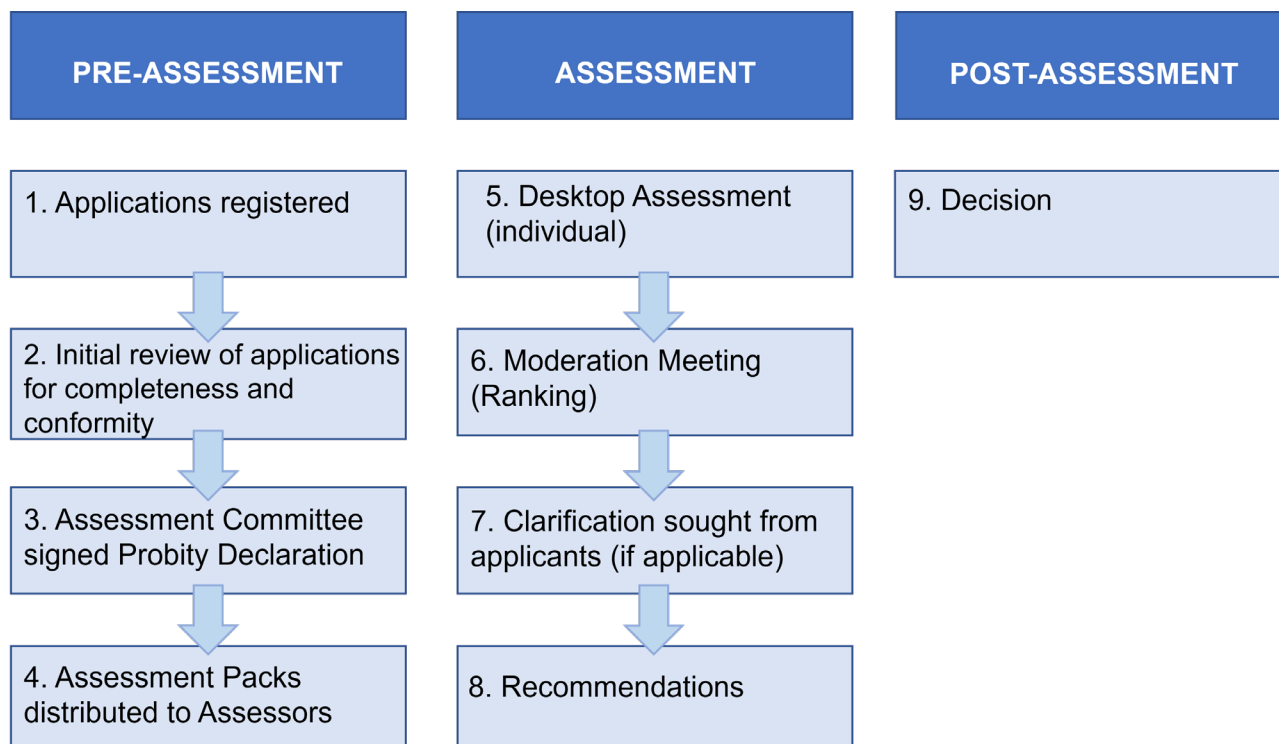 PRE-ASSESSMENT
1. Applications registered
2. Initial review of applications
for completeness and
conformity
3. Assessment Committee
signed Probity Declaration
4. Assessment Packs
distributed to Assessors
ASSESSMENT
5. Desktop Assessment
(individual)
6. Moderation Meeting
(Ranking)
7. Clarification sought from
applicants (if applicable)
8. Recommendations
POST-ASSESSMENT
9. Decision